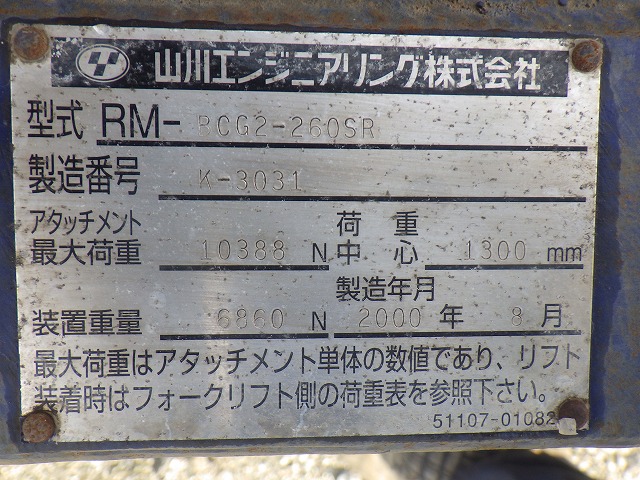 山川エンジニアリング株式会社
型式 RM- BCG2-260SR
製造番号 K-3031
アタッチメント 荷重
最大荷重 10388 N 中心 1300 mm
製造年月
装置重量 6860 N 2000 年 8 月
最大荷重はアタッチメント単体の数値であり、リフト
装着時はフォークリフト側の荷重表を参照下さい。
51107-01082